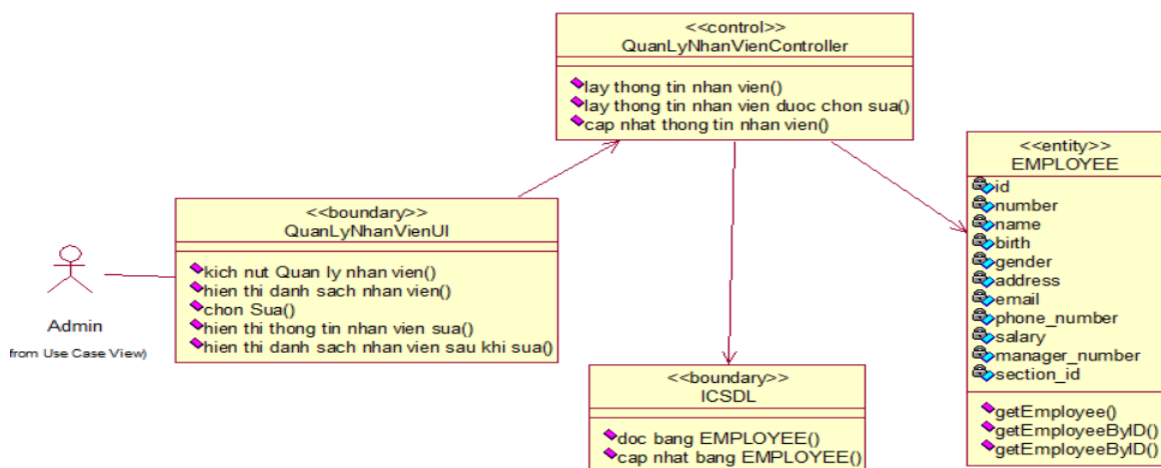 <<control>>
QuanLyNhanVienController
lay thong tin nhan vien()
lay thong tin nhan vien duoc chon sua()
cap nhat thong tin nhan vien()
<<entity>>
EMPLOYEE
id
number
name
birth
gender
address
email
phone_number
salary
manager_number
section_id
getEmployee()
getEmployeeByID()
getEmployeeByID()
<<boundary>>
QuanLyNhanVienUI
kich nut Quan ly nhan vien()
hien thi danh sach nhan vien()
chon Sua()
hien thi thong tin nhan vien sua()
hien thi danh sach nhan vien sau khi sua()
Admin
from Use Case View)
<<boundary>>
ICSDL
doc bang EMPLOYEE()
cap nhat bang EMPLOYEE()